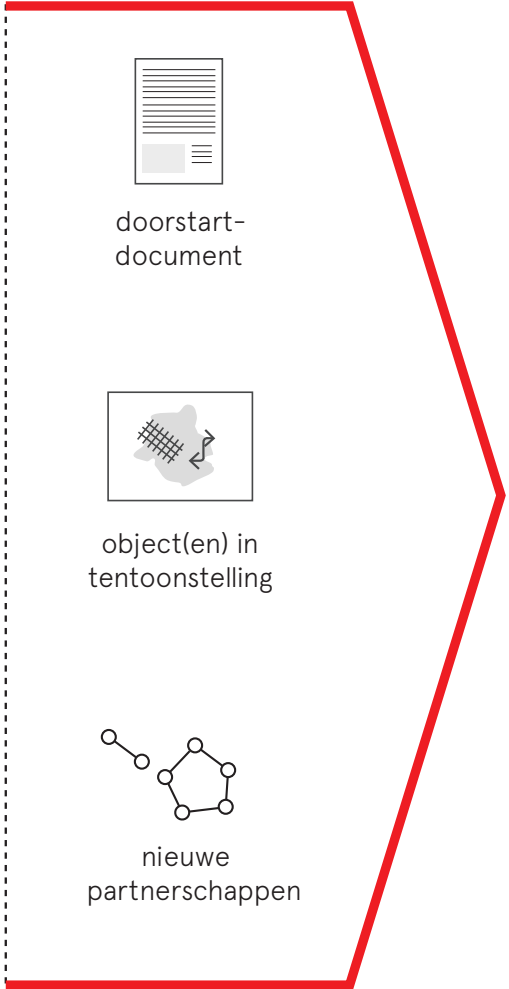 doorstart-
document
object(en) in
tentoonstelling
nieuwe
partnerschappen